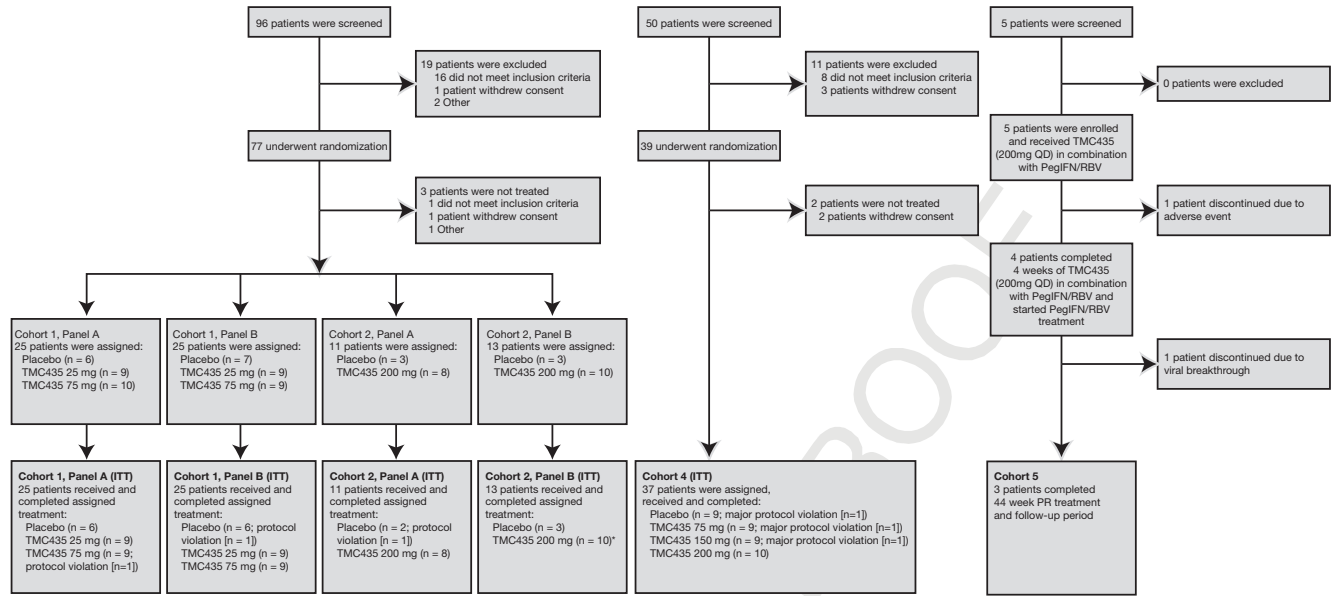 96 patients were screened
19 patients were excluded
16 did not meet inclusion criteria
1 patient withdrew consent
2 Other
77 underwent randomization
3 patients were not treated
1 did not meet inclusion criteria
1 patient withdrew consent
1 Other
Cohort 1, Panel A
25 patients were assigned:
Placebo (n = 6)
TMC435 25 mg (n = 9)
TMC435 75 mg (n = 10)
Cohort 1, Panel B
25 patients were assigned:
Placebo (n = 7)
TMC435 25 mg (n = 9)
TMC435 75 mg (n = 9)
Cohort 2, Panel A
11 patients were assigned:
Placebo (n = 3)
TMC435 200 mg (n = 8)
Cohort 2, Panel B
13 patients were assigned:
Placebo (n = 3)
TMC435 200 mg (n = 10)
Cohort 1, Panel A (ITT)
25 patients received and
completed assigned
treatment:
Placebo (n = 6)
TMC435 25 mg (n = 9)
TMC435 75 mg (n = 9;
protocol violation [n=1])
Cohort 1, Panel B (ITT)
25 patients received and
completed assigned
treatment:
Placebo (n = 6; protocol
violation [n = 1])
TMC435 25 mg (n = 9)
TMC435 75 mg (n = 9)
Cohort 2, Panel A (ITT)
11 patients received and
completed assigned
treatment:
Placebo (n = 2; protocol
violation [n = 1])
TMC435 200 mg (n = 8)
Cohort 2, Panel B (ITT)
13 patients received and
completed assigned
treatment:
Placebo (n = 3)
TMC435 200 mg (n = 10)*
50 patients were screened
11 patients were excluded
8 did not meet inclusion criteria
3 patients withdrew consent
39 underwent randomization
2 patients were not treated
2 patients withdrew consent
Cohort 4 (ITT)
37 patients were assigned,
received and completed:
Placebo (n = 9; major protocol violation [n=1])
TMC435 75 mg (n = 9; major protocol violation [n=1])
TMC435 150 mg (n = 9; major protocol violation [n=1])
TMC435 200 mg (n = 10)
5 patients were screened
0 patients were excluded
5 patients were enrolled
and received TMC435
(200mg QD) in combination
with PegIFN/RBV
1 patient discontinued due to
adverse event
4 patients completed
4 weeks of TMC435
(200mg QD) in combination
with PegIFN/RBV and
started PegIFN/RBV
treatment
1 patient discontinued due to
viral breakthrough
Cohort 5
3 patients completed
44 week PR treatment
and follow-up period
ROOF